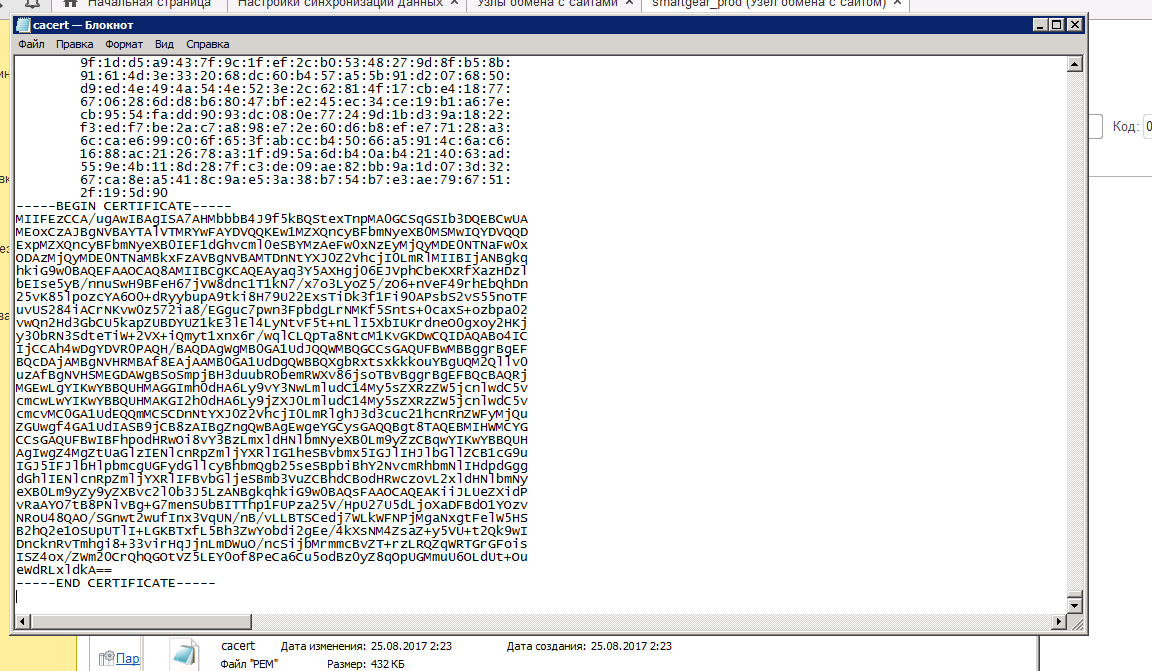 Начальная страница
Настройки синхронизации данных ×
Узлы обмена с сайтами ×
smartgear_prod (Узел обмена с сайтом) ×
cacert — Блокнот
Файл Правка Формат Вид Справка
9f:1d:d5:a9:43:7f:9c:1f:ef:2c:b0:53:48:27:9d:8f:b5:8b:
91:61:4d:3e:33:20:68:dc:60:b4:57:a5:5b:91:d2:07:68:50:
d9:ed:4e:49:4a:54:4e:52:3e:2c:62:81:4f:17:cb:e4:18:77:
67:06:28:6d:d8:b6:80:47:bf:e2:45:ec:34:ce:19:b1:a6:7e:
cb:95:54:fa:dd:90:93:dc:08:0e:77:24:9d:1b:d3:9a:18:22:
f3:ed:f7:be:2a:c7:a8:98:e7:2e:60:d6:b8:ef:e7:71:28:a3:
6c:ca:e6:99:c0:6f:65:3f:ab:cc:b4:50:66:a5:91:4c:6a:c6:
16:88:ac:21:26:78:a3:1f:d9:5a:6d:b4:0a:b4:21:40:63:ad:
55:9e:4b:11:8d:28:7f:c3:de:09:ae:82:bb:9a:1d:07:3d:32:
67:ca:8e:a5:41:8c:9a:e5:3a:38:b7:54:b7:e3:ae:79:67:51:
2f:19:5d:90
-----BEGIN CERTIFICATE-----
MIIFEzCCA/ugAwIBAgISA7AHMbbbB4J9f5kBQStexTnpMA0GCSqGSIb3DQEBCwUA
MEoxCzAJBgNVBAYTAlVTMRYwFAYDVQQKEw1MZXQncyBFbmNyeXB0MSMwIQYDVQQD
ExpMZXQncyBFbmNyeXB0IEF1dGhvcml0eSBYMzAeFw0xNzEyMjQyMDE0NTNaFw0x
ODAzMjQyMDE0NTNaMBkxFzAVBgNVBAMTDnNtYXJ0Z2VhcjI0LmRlMIIBIjANBgkq
hkiG9w0BAQEFAAOCAQ8AMIIBCgKCAQEAyaq3Y5AXHgj06EJVphCbeKXRfXazHDzl
bEISe5yB/nnuSwH9BFeH67jVW8dnc1T1kN7/x7o3LyoZ5/zO6+nVeF49rhEbQhDn
25vK85lpozcYA6OO+dRyybupA9tki8H79U22ExsTiDk3f1Fi9OAPsbS2vS55noTF
uvUS284iACrNKvw0z572ia8/EGguc7pwn3FpbdgLrNMKf5Snts+0caXS+ozbpa02
vwQn2Hd3GbCU5kapZUBDYUZ1kE3lEl4LyNtvF5t+nLlI5XbIUKrdneO0gxoy2HKj
y3ObRN3SdteTiW+2VX+iQmyt1xnx6r/wqlCLQpTa8NtcM1KvGKDwCQIDAQABo4IC
IjCCAh4wDgYDVR0PAQH/BAQDAgWgMB0GA1UdJQQWMBQGCCsGAQUFBwMBBggrBgEF
BQcDAjAMBgNVHRMBAf8EAjAAMB0GA1UdDgQWBBQXgbRxtsxkkkouYBgUQM2Qllv0
uzAfBgNVHSMEGDAWgBSoSmpjBH3duubRObemRWXv86jsoTBvBggrBgEFBQcBAQRj
MGEwLgYIKwYBBQUHMAGGImh0dHA6Ly9vY3NwLmludC14My5sZXRzZW5jcnlwdC5v
cmcwLwYIKwYBBQUHMAKGI2h0dHA6Ly9jZXJ0LmludC14My5sZXRzZW5jcnlwdC5v
cmcvMC0GA1UdEQQmMCSCDnNtYXJ0Z2VhcjI0LmRlghJ3d3cuc21hcnRnZWFyMjQu
ZGUwgf4GA1UdIASB9jCB8zAIBgZngQwBAgEwgeYGCysGAQQBgt8TAQEBMIHWMCYG
CCsGAQUFBwIBFhpodHRwOi8vY3BzLmxldHNlbmNyeXB0Lm9yZzCBqwYIKwYBBQUH
AgIwgZ4MgZtUaGlzIENlcnRpZmljYXRlIG1heSBvbmx5IGJlIHJlbGllZCB1cG9u
IGJ5IFJlbHlpbmcgUGFydGllcyBhbmQgb25seSBpbiBhY2NvcmRhbmNlIHdpdGgg
dGhlIENlcnRpZmljYXRlIFBvbGljeSBmb3VuZCBhdCBodHRwczovL2xldHNlbmNy
eXB0Lm9yZy9yZXBvc2l0b3J5LzANBgkqhkiG9w0BAQsFAAOCAQEAKiiJLUeZXidP
vRaAYO7tB8PNlvBg+G7menSUbBITThp1FUPza25V/HpU27U5dLjoXaDFBdO1YOzv
NRoU48QAO/SGnwt2wufInx3VqUN/nB/vLLBTSCedj7WLkwFNPjMgaNxgtFelW5HS
B2hQ2e1OSUpUTlI+LGKBTxfL5Bh3ZwYobdi2gEe/4kXsNM4ZsaZ+y5VU+t2Qk9wI
DncknRvTmhgi8+33virHqJjnLmDWuO/ncSijbMrmmcBvZT+rzLRQZqWRTGrGFois
ISZ4ox/ZWm20CrQhQGOtVZ5LEY0of8PeCa6Cu5odBz0yZ8qOpUGMmuU6OLdUt+Ou
eWdRLxldkA==
-----END CERTIFICATE-----
Код: 0
Пар
cacert Дата изменения: 25.08.2017 2:23 Дата создания: 25.08.2017 2:23
Файл "PEM" Размер: 432 КБ